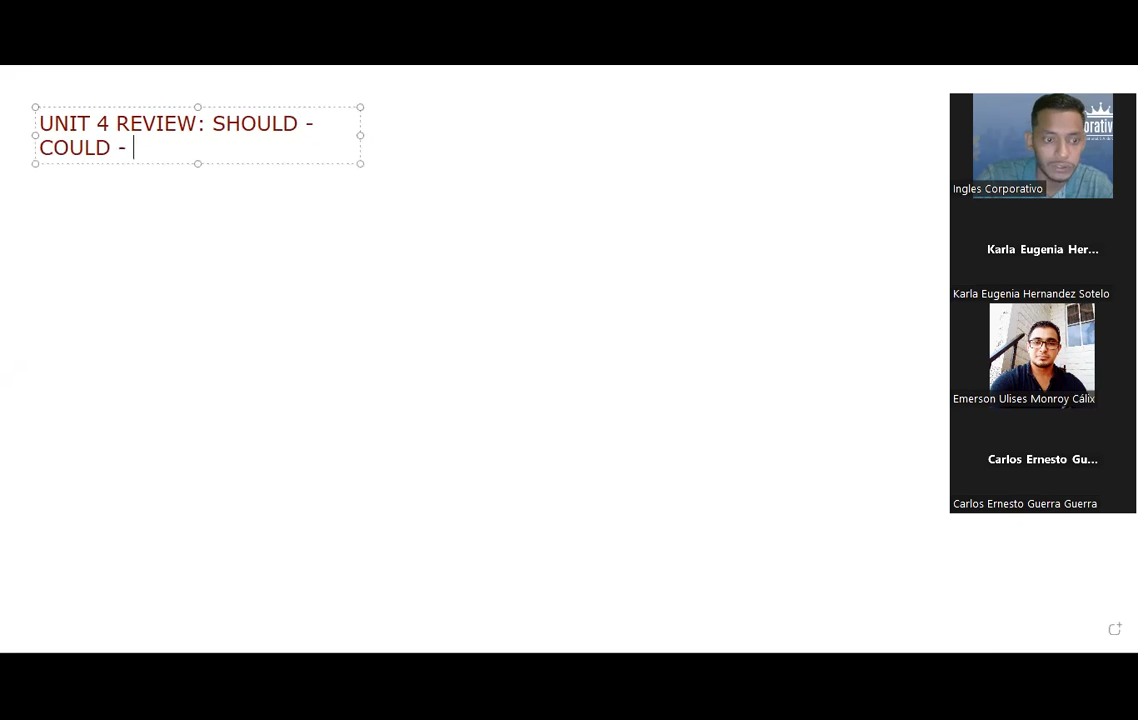 UNIT 4 REVIEW: SHOULD -
COULD -
orativ
Ingles Corporativo
Karla Eugenia Her...
Karla Eugenia Hernandez Sotelo
Emerson Ulises Monroy Cálix
Carlos Ernesto Gu...
Carlos Ernesto Guerra Guerra